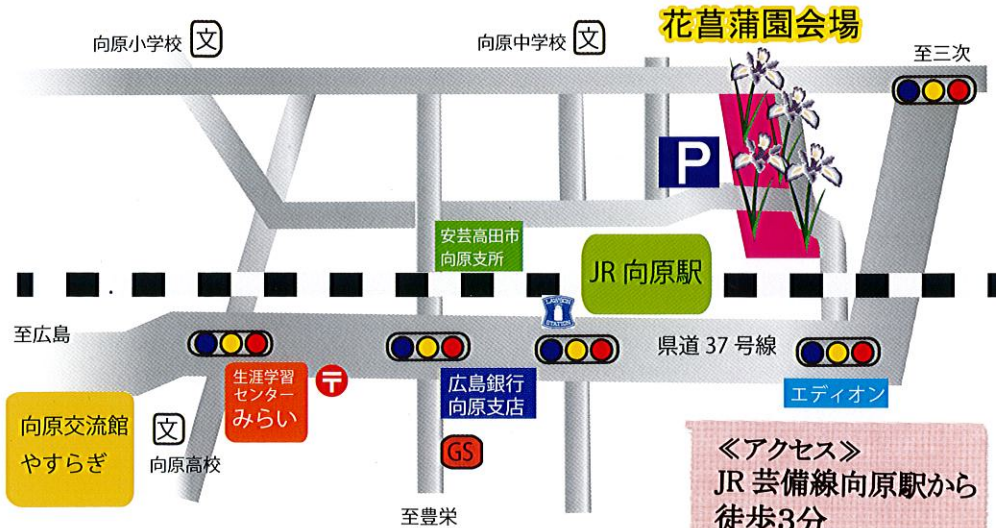 花菖蒲園会場
向原小学校 文
向原中学校 文
至三次
P
安芸高田市
向原支所
JR 向原駅
LAWSON
STATION
至広島
県道 37 号線
生涯学習
センター
みらい
〒
広島銀行
向原支店
エディオン
向原交流館
やすらぎ
文
向原高校
GS
至豊栄
≪アクセス≫
JR 芸備線向原駅から
徒歩3分